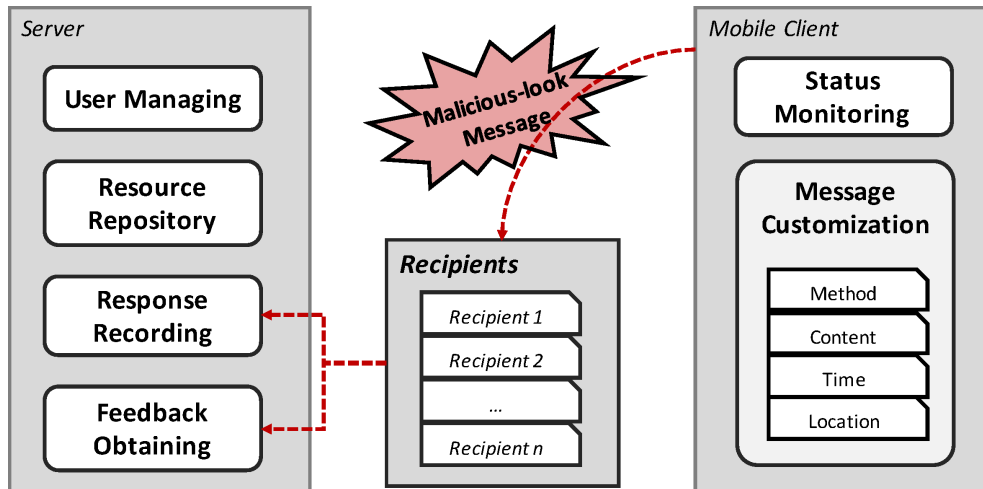 Server
User Managing
Resource
Repository
Response
Recording
Feedback
Obtaining
Malicious-look
Message
Recipients
Recipient 1
Recipient 2
...
Recipient n
Mobile Client
Status
Monitoring
Message
Customization
Method
Content
Time
Location